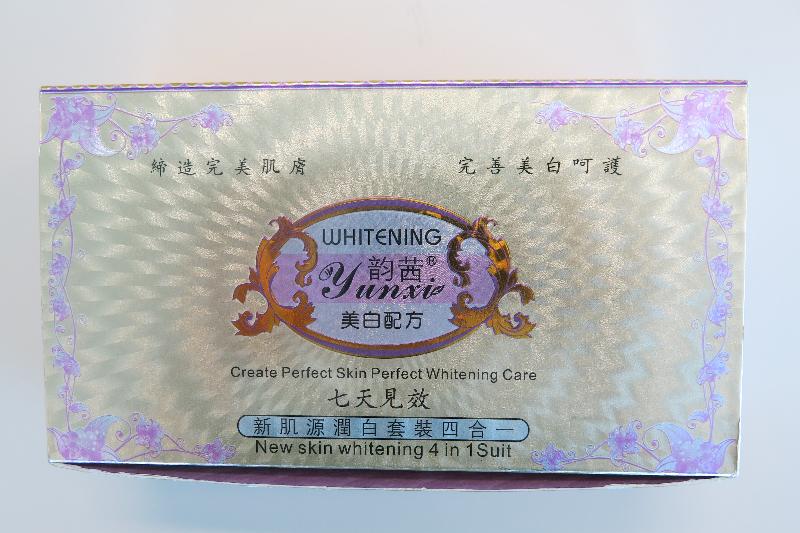 締造完美肌膚
完善美白呵護
WHITENING
韵茜®
Yunxi
美白配方
Create Perfect Skin Perfect Whitening Care
七天見效
新肌源潤白套裝四合一
New skin whitening 4 in 1Suit